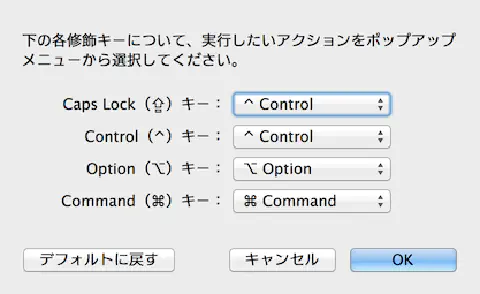 下の各修飾キーについて、実行したいアクションをポップアップ
メニューから選択してください。
Caps Lock（⇪）キー： ^ Control
Control（^）キー： ^ Control
Option（⌥）キー： ⌥ Option
Command（⌘）キー： ⌘ Command
デフォルトに戻す キャンセル OK